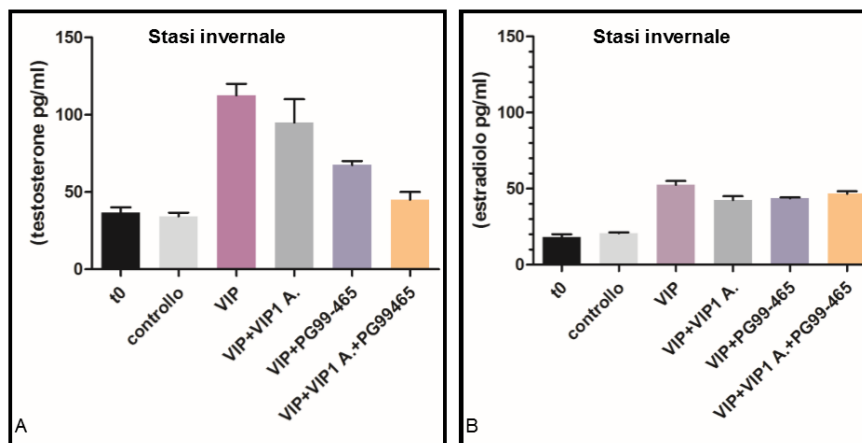 Stasi invernale
(testosterone pg/ml)
150
100
50
0
t0
controllo
VIP
VIP+VIP1 A.
VIP+PG99-465
VIP+VIP1 A.+PG99465
A
Stasi invernale
(estradiolo pg/ml)
150
100
50
0
t0
controllo
VIP
VIP+VIP1 A.
VIP+PG99-465
VIP+VIP1 A.+PG99-465
B